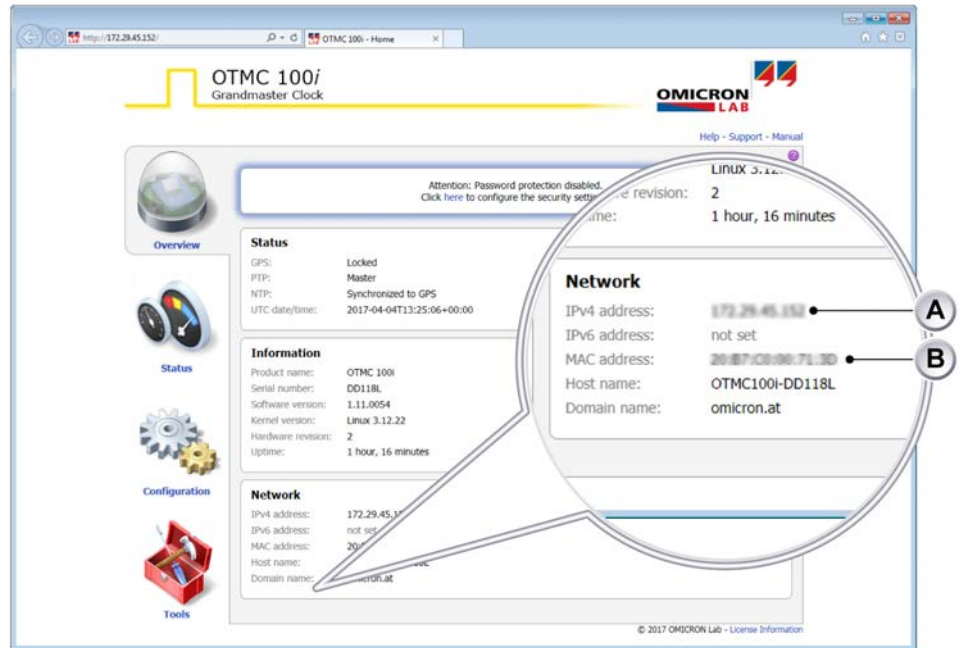 http://172.29.45.152/
OTMC 100i - Home
OTMC 100i
Grandmaster Clock
OMICRON
LAB
Help - Support - Manual
Attention: Password protection disabled.
Click here to configure the security
Overview
Status
GPS: Locked
PTP: Master
NTP: Synchronized to GPS
UTC date/time: 2017-04-04T13:25:06+00:00
Status
Information
Product name: OTMC 100i
Serial number: DD118L
Software version: 1.11.0054
Kernel version: Linux 3.12.22
Hardware revision: 2
Uptime: 1 hour, 16 minutes
Configuration
Network
IPv4 address: 172.29.45.
IPv6 address: not set
MAC address:
Host name:
Domain name:
Tools
© 2017 OMICRON Lab - License Information
Linux 3.12.
revision: 2
1 hour, 16 minutes
Network
IPv4 address:
A
IPv6 address: not set
MAC address:
B
Host name: OTMC100i-DD118L
Domain name: omicron.at